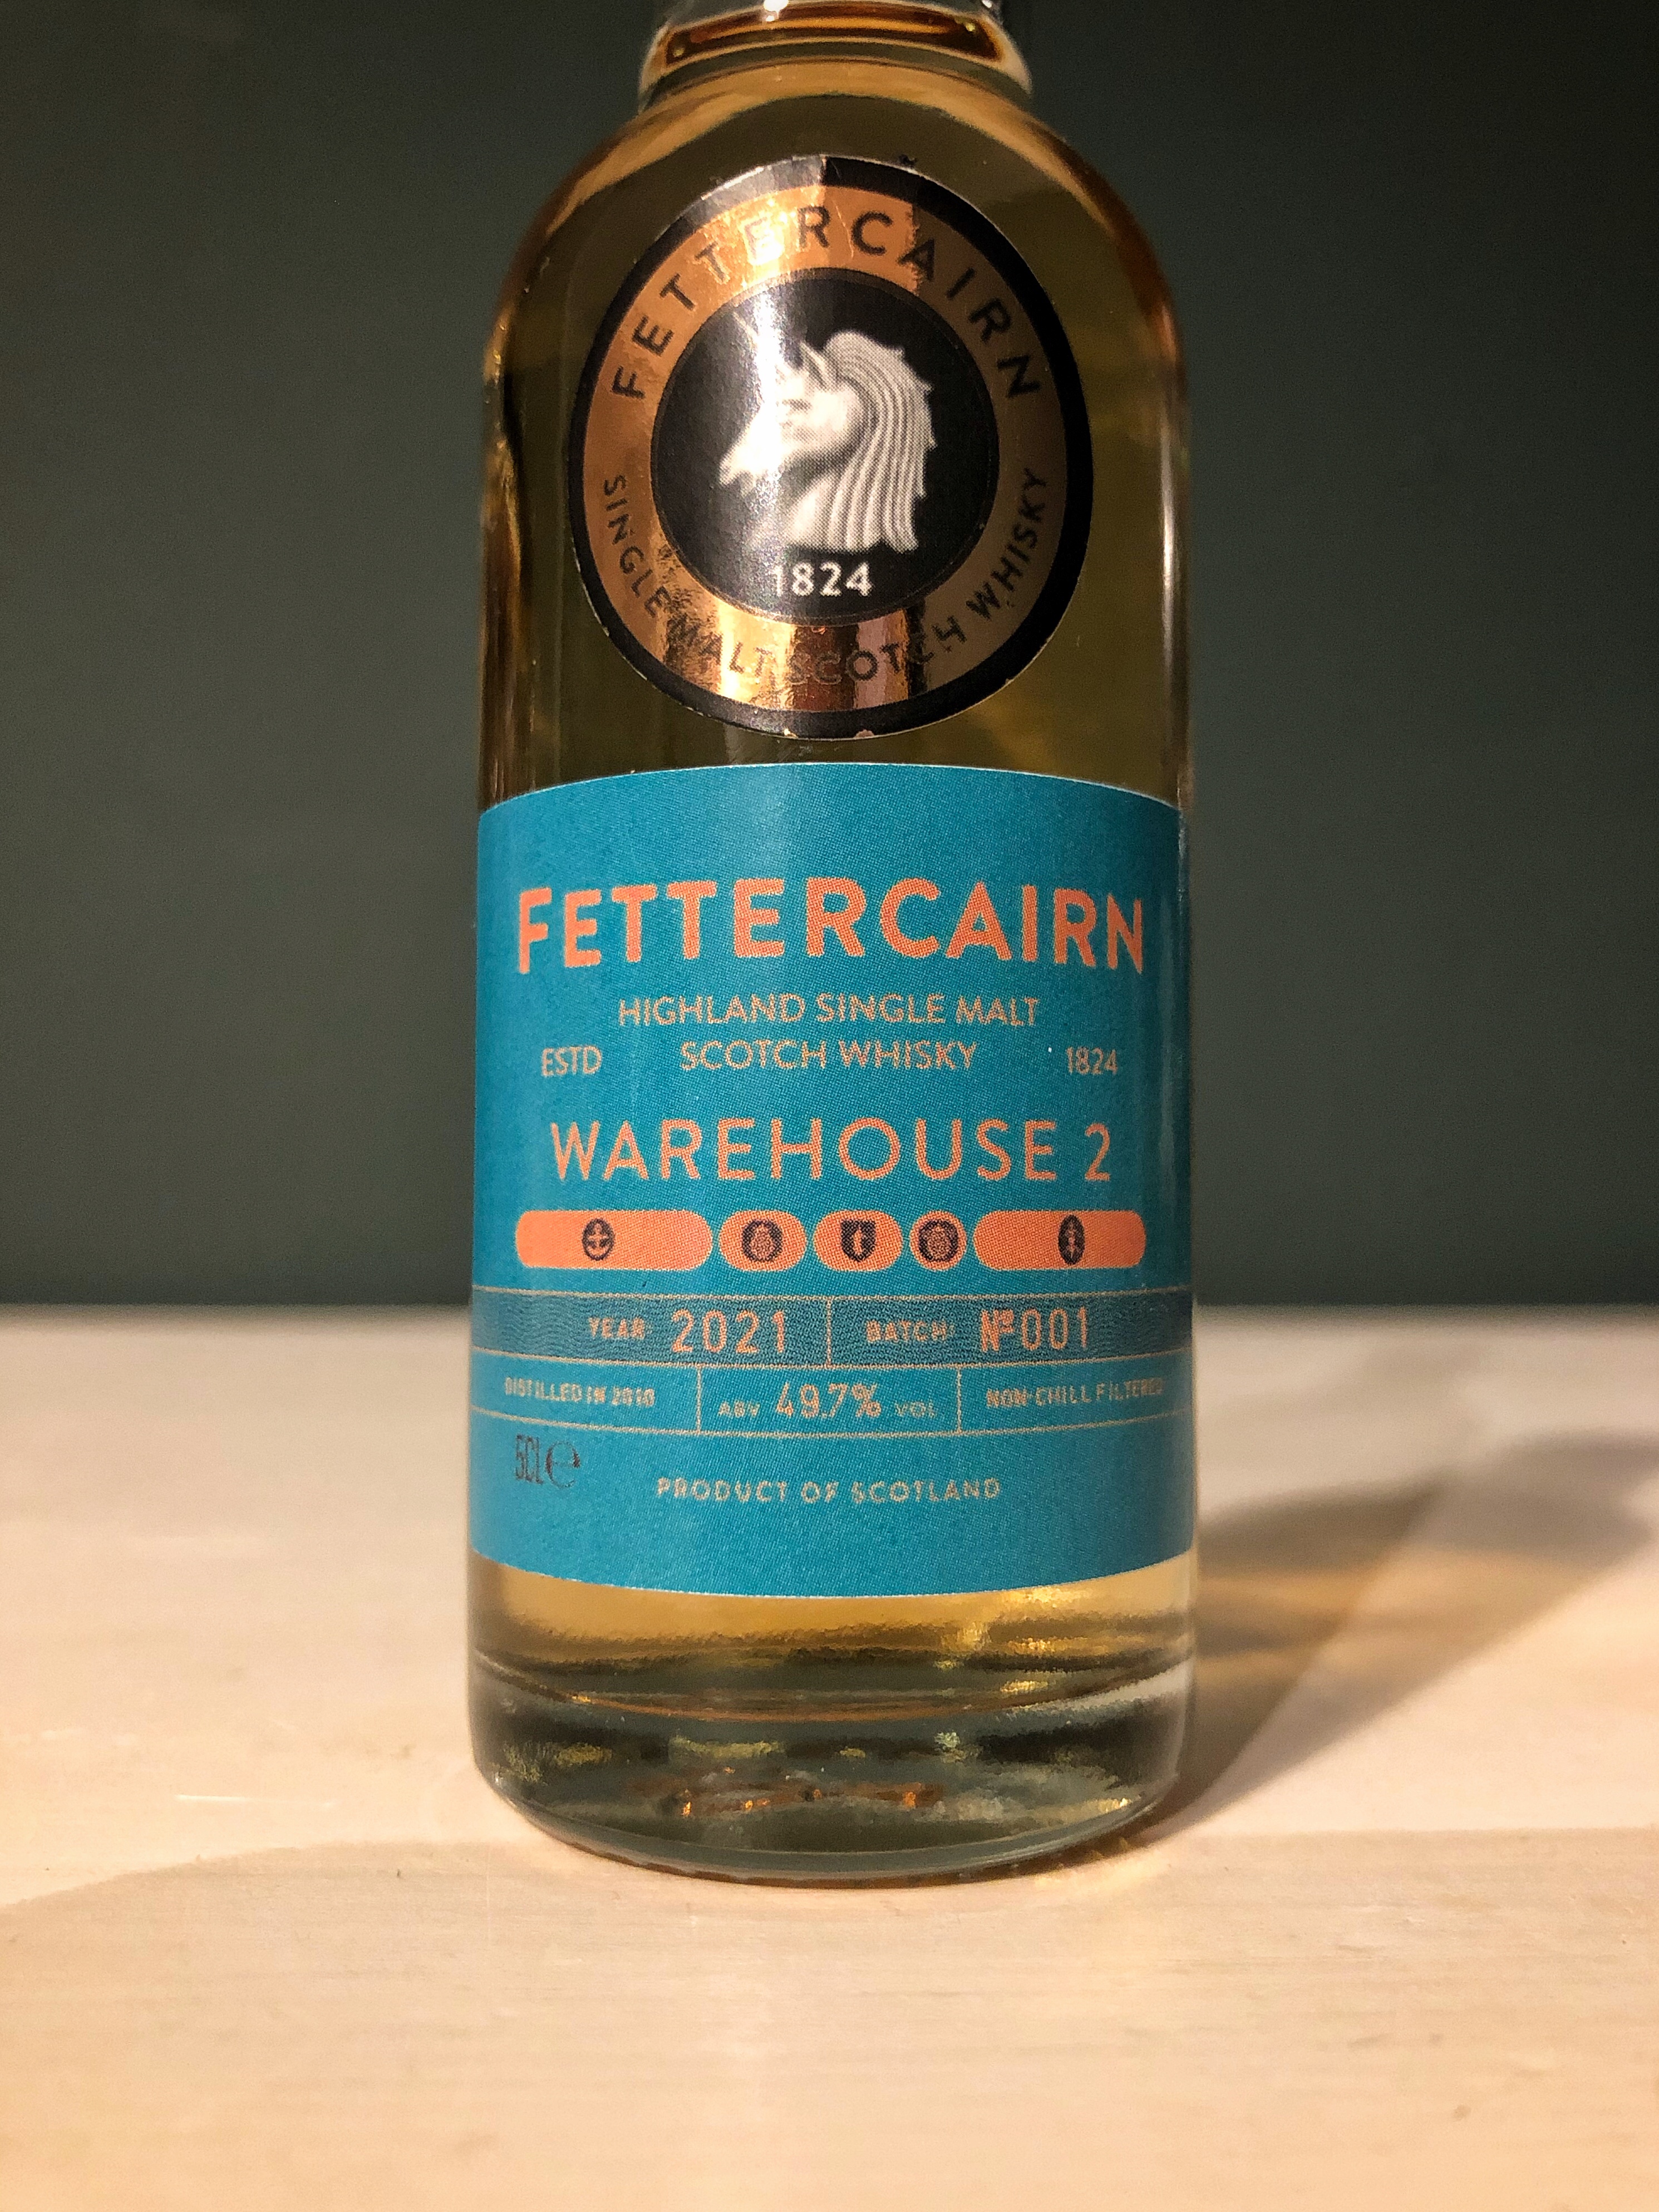 FETTERCAIRN
1824
SINGLE MALT SCOTCH WHISKY
FETTERCAIRN
HIGHLAND SINGLE MALT
ESTD SCOTCH WHISKY 1824
WAREHOUSE 2
YEAR 2021 BATCH Nº001
DISTILLED IN 2010 ABV 49.7% VOL NON-CHILL FILTERED
5CL e
PRODUCT OF SCOTLAND